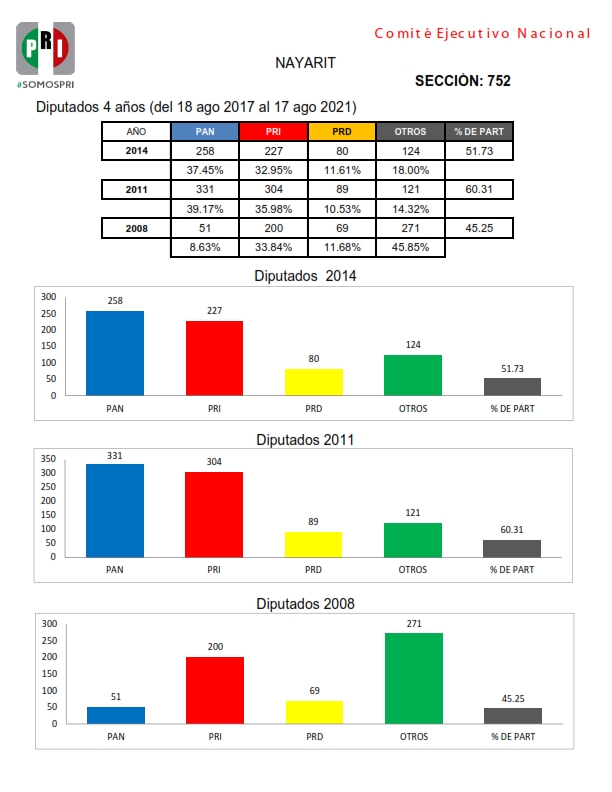 Comité Ejecutivo Nacional
PRI
#SOMOSPRI
NAYARIT
SECCIÓN: 752
Diputados 4 años (del 18 ago 2017 al 17 ago 2021)
AÑO PAN PRI PRD OTROS % DE PART
2014 258 227 80 124 51.73
37.45% 32.95% 11.61% 18.00%
2011 331 304 89 121 60.31
39.17% 35.98% 10.53% 14.32%
2008 51 200 69 271 45.25
8.63% 33.84% 11.68% 45.85%
Diputados 2014
300
250
200
150
100
50
0
258
227
80
124
51.73
PAN PRI PRD OTROS % DE PART
Diputados 2011
350
300
250
200
150
100
50
0
331
304
89
121
60.31
PAN PRI PRD OTROS % DE PART
Diputados 2008
300
250
200
150
100
50
0
51
200
69
271
45.25
PAN PRI PRD OTROS % DE PART